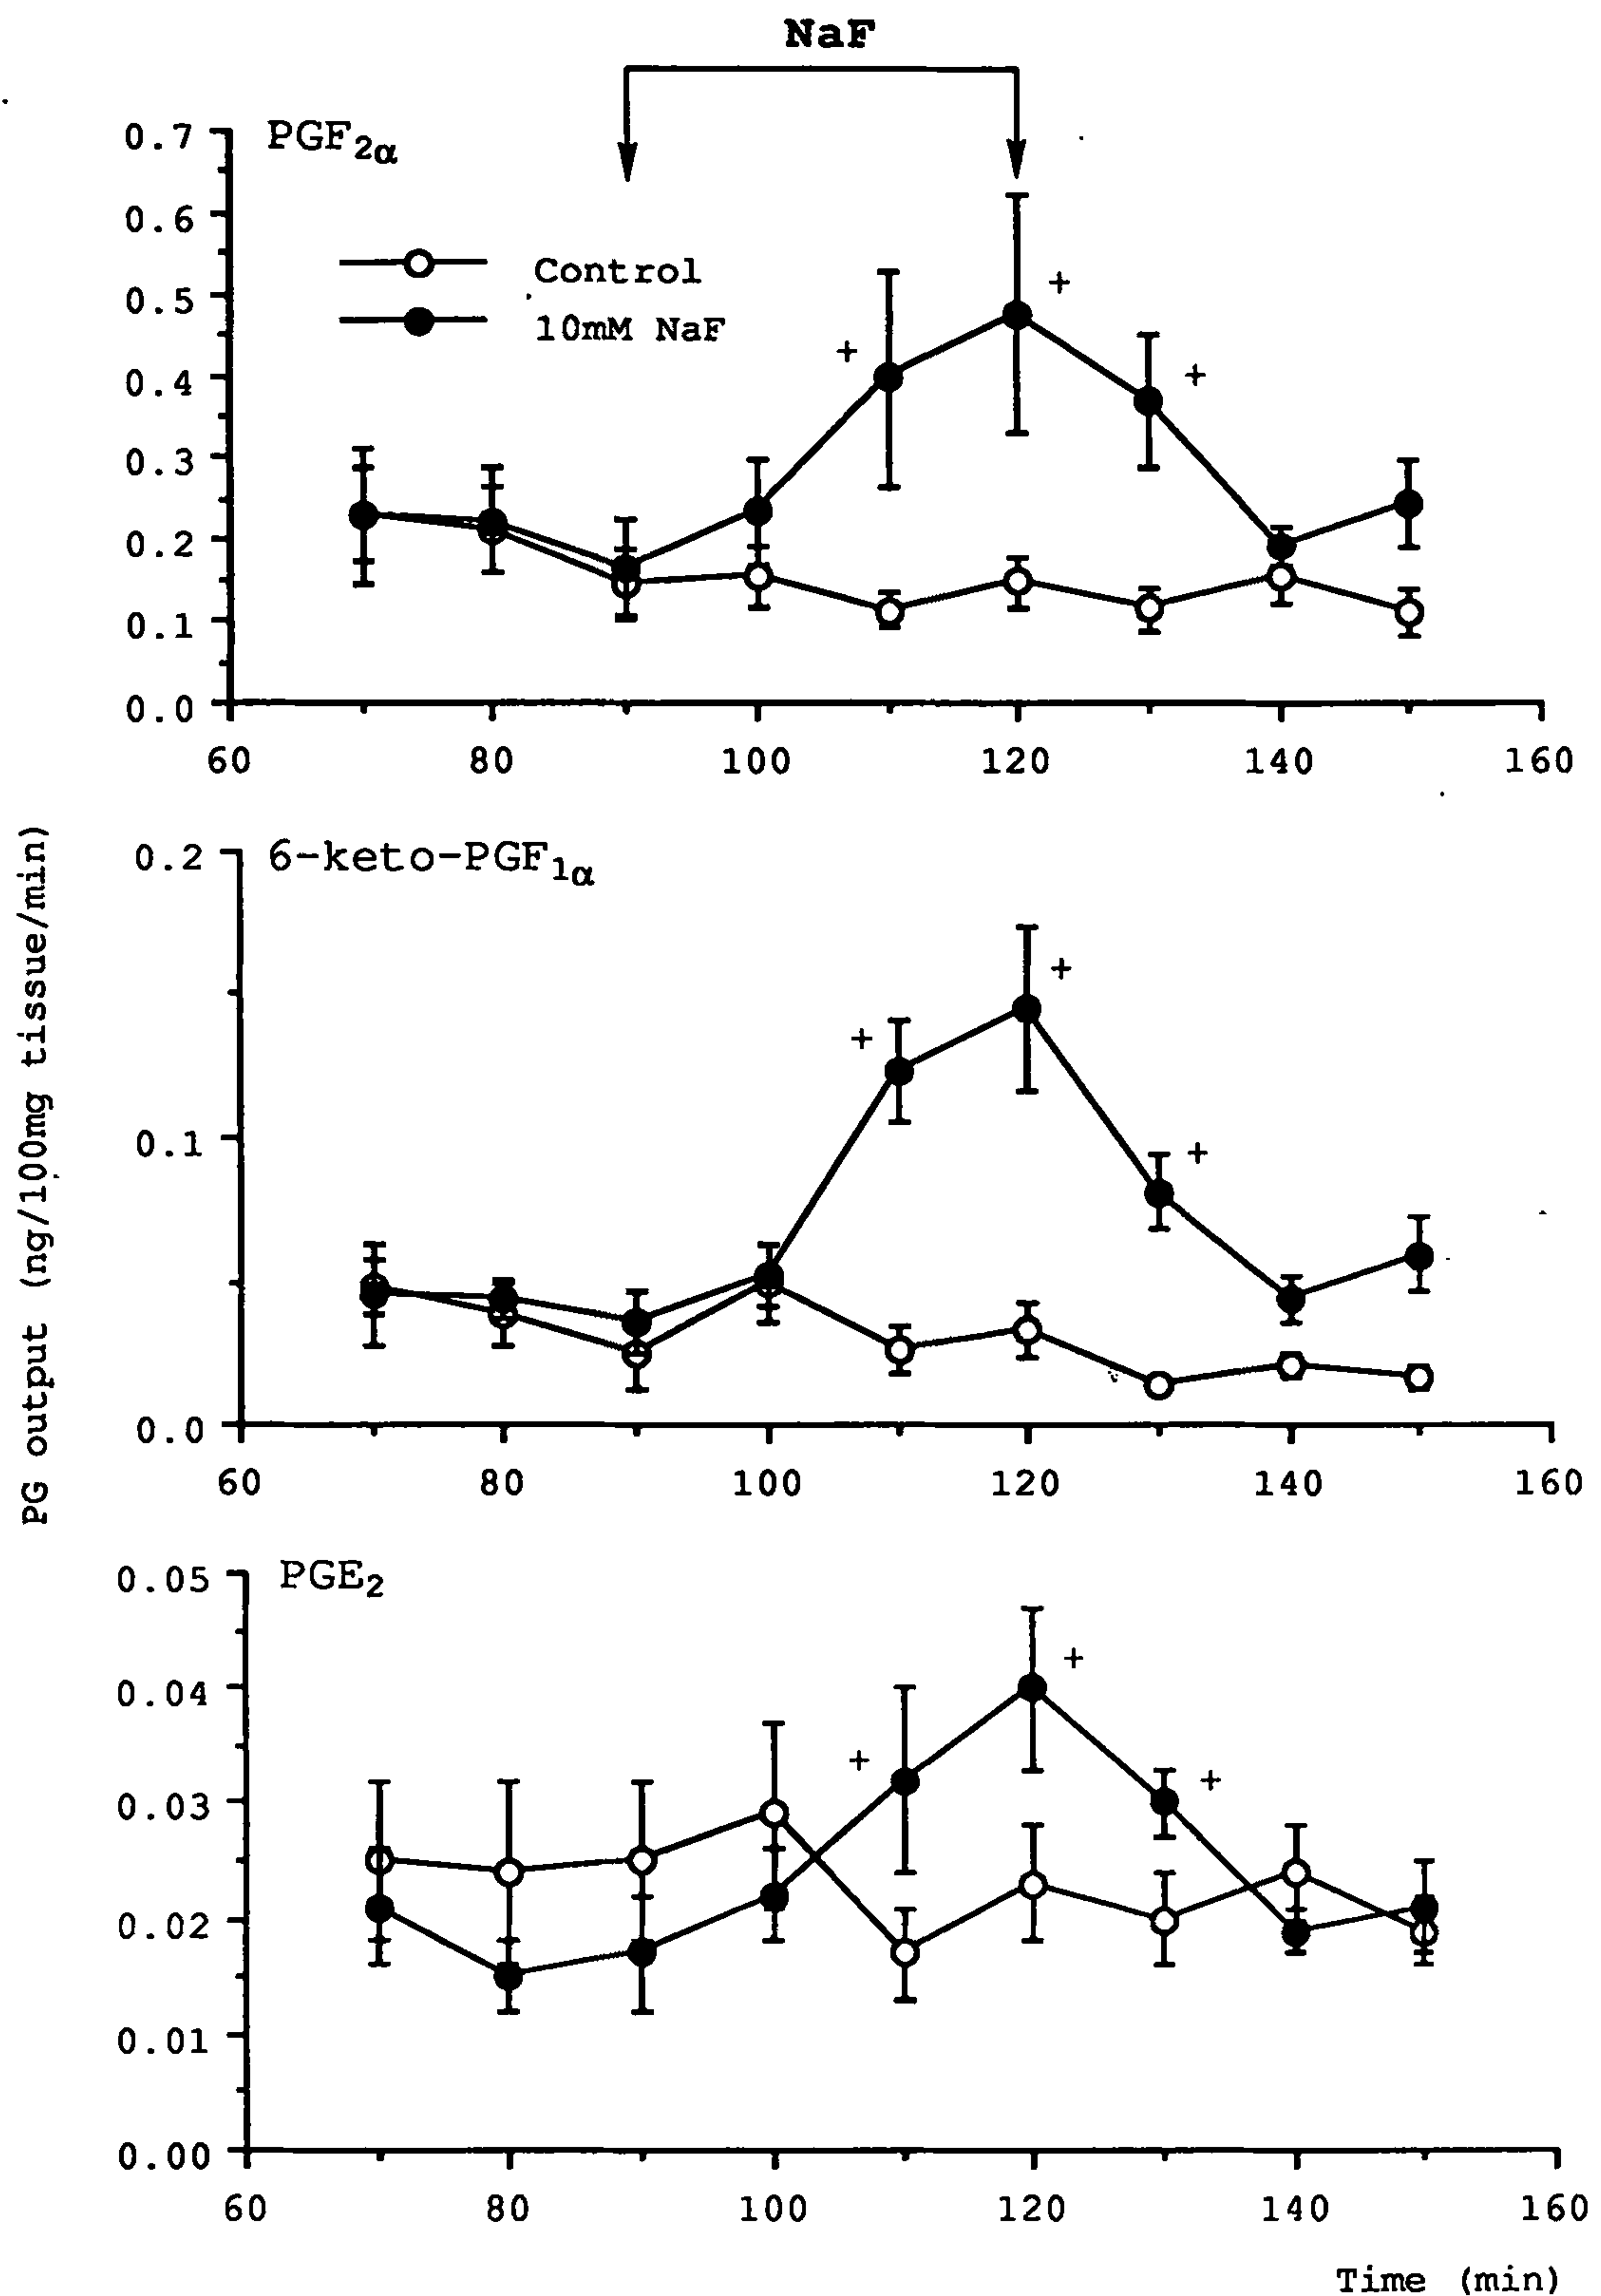 NaF
PGF2α
0.7
0.6
0.5
0.4
0.3
0.2
0.1
0.0
Control
10mM NaF
+
+
+
60 80 100 120 140 160
PG output (ng/100mg tissue/min)
6-keto-PGF1α
0.2
0.1
0.0
+
+
+
60 80 100 120 140 160
PGE2
0.05
0.04
0.03
0.02
0.01
0.00
+
+
+
60 80 100 120 140 160
Time (min)